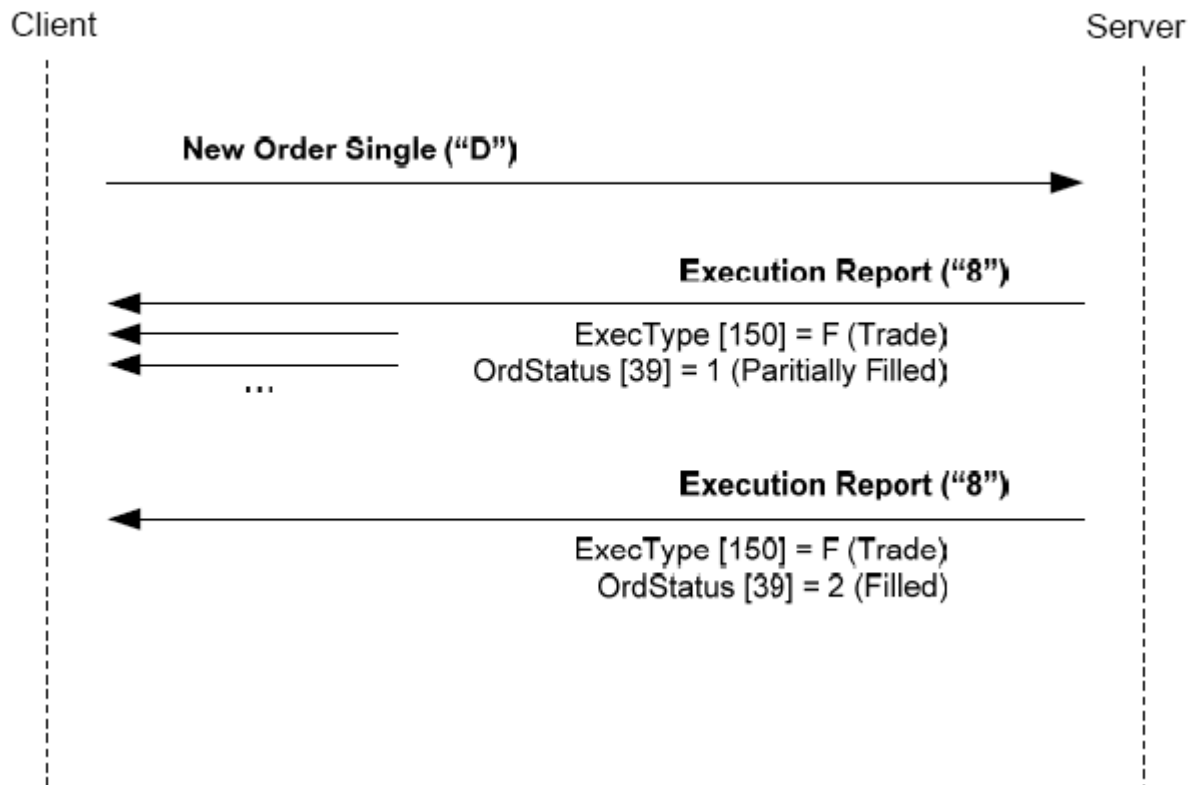 Client
Server
New Order Single (“D”)
Execution Report (“8”)
ExecType [150] = F (Trade)
OrdStatus [39] = 1 (Paritially Filled)
...
Execution Report (“8”)
ExecType [150] = F (Trade)
OrdStatus [39] = 2 (Filled)